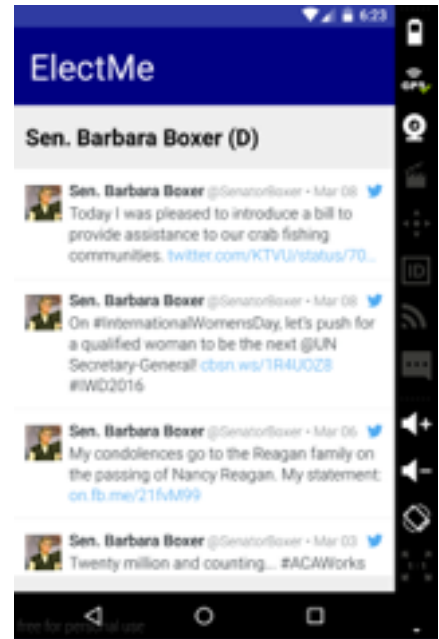 6:23
ElectMe
GPS
Sen. Barbara Boxer (D)
Sen. Barbara Boxer @SenatorBoxer • Mar 08
Today I was pleased to introduce a bill to
provide assistance to our crab fishing
communities. twitter.com/KTVU/status/70...
ID
Sen. Barbara Boxer @SenatorBoxer • Mar 08
On #InternationalWomensDay, let's push for
a qualified woman to be the next @UN
Secretary-General! cbsn.ws/1R4UOZ8
#IWD2016
Sen. Barbara Boxer @SenatorBoxer • Mar 06
My condolences go to the Reagan family on
the passing of Nancy Reagan. My statement:
on.fb.me/21fvM99
Sen. Barbara Boxer @SenatorBoxer • Mar 03
Twenty million and counting... #ACAWorks
1:1
free for personal use